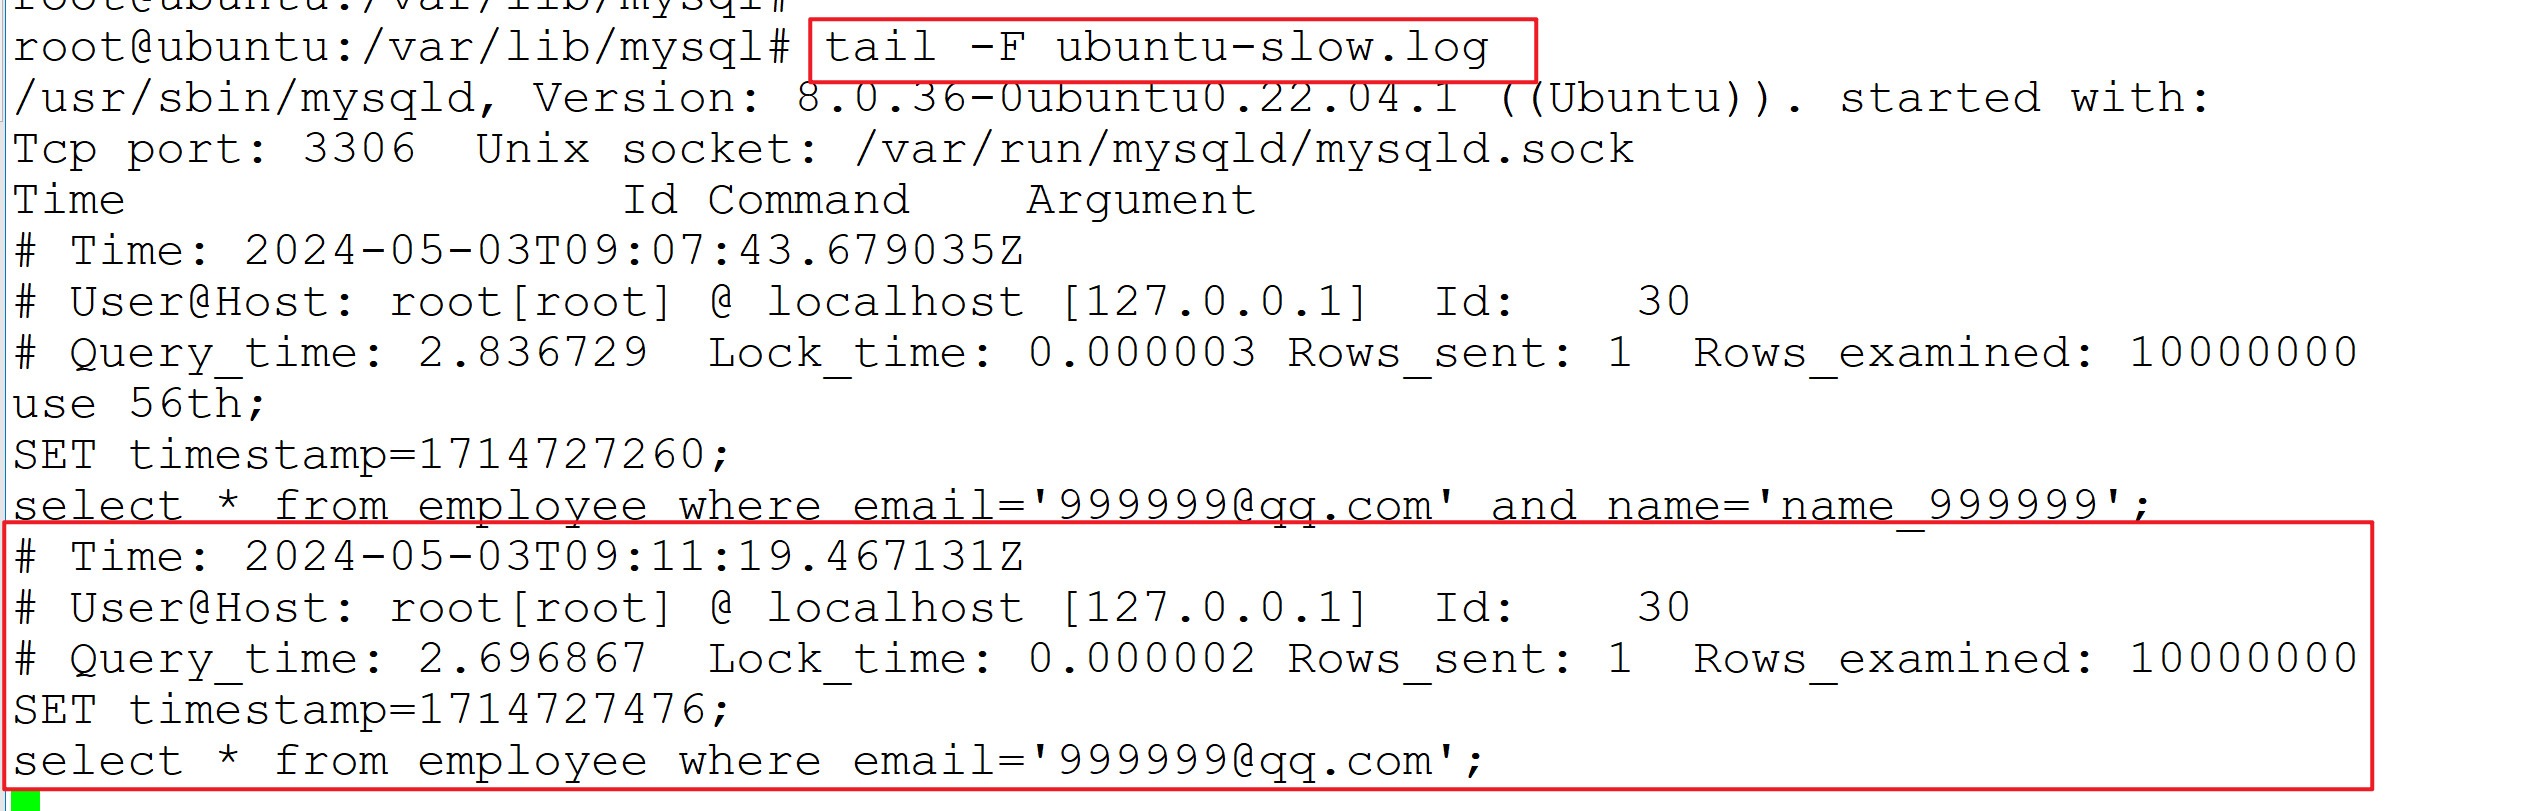 root@ubuntu:/var/lib/mysql#
root@ubuntu:/var/lib/mysql# tail -F ubuntu-slow.log
/usr/sbin/mysqld, Version: 8.0.36-0ubuntu0.22.04.1 ((Ubuntu)). started with:
Tcp port: 3306  Unix socket: /var/run/mysqld/mysqld.sock
Time                 Id Command    Argument
# Time: 2024-05-03T09:07:43.679035Z
# User@Host: root[root] @ localhost [127.0.0.1]  Id:    30
# Query_time: 2.836729  Lock_time: 0.000003 Rows_sent: 1  Rows_examined: 10000000
use 56th;
SET timestamp=1714727260;
select * from employee where email='999999@qq.com' and name='name_999999';
# Time: 2024-05-03T09:11:19.467131Z
# User@Host: root[root] @ localhost [127.0.0.1]  Id:    30
# Query_time: 2.696867  Lock_time: 0.000002 Rows_sent: 1  Rows_examined: 10000000
SET timestamp=1714727476;
select * from employee where email='999999@qq.com';